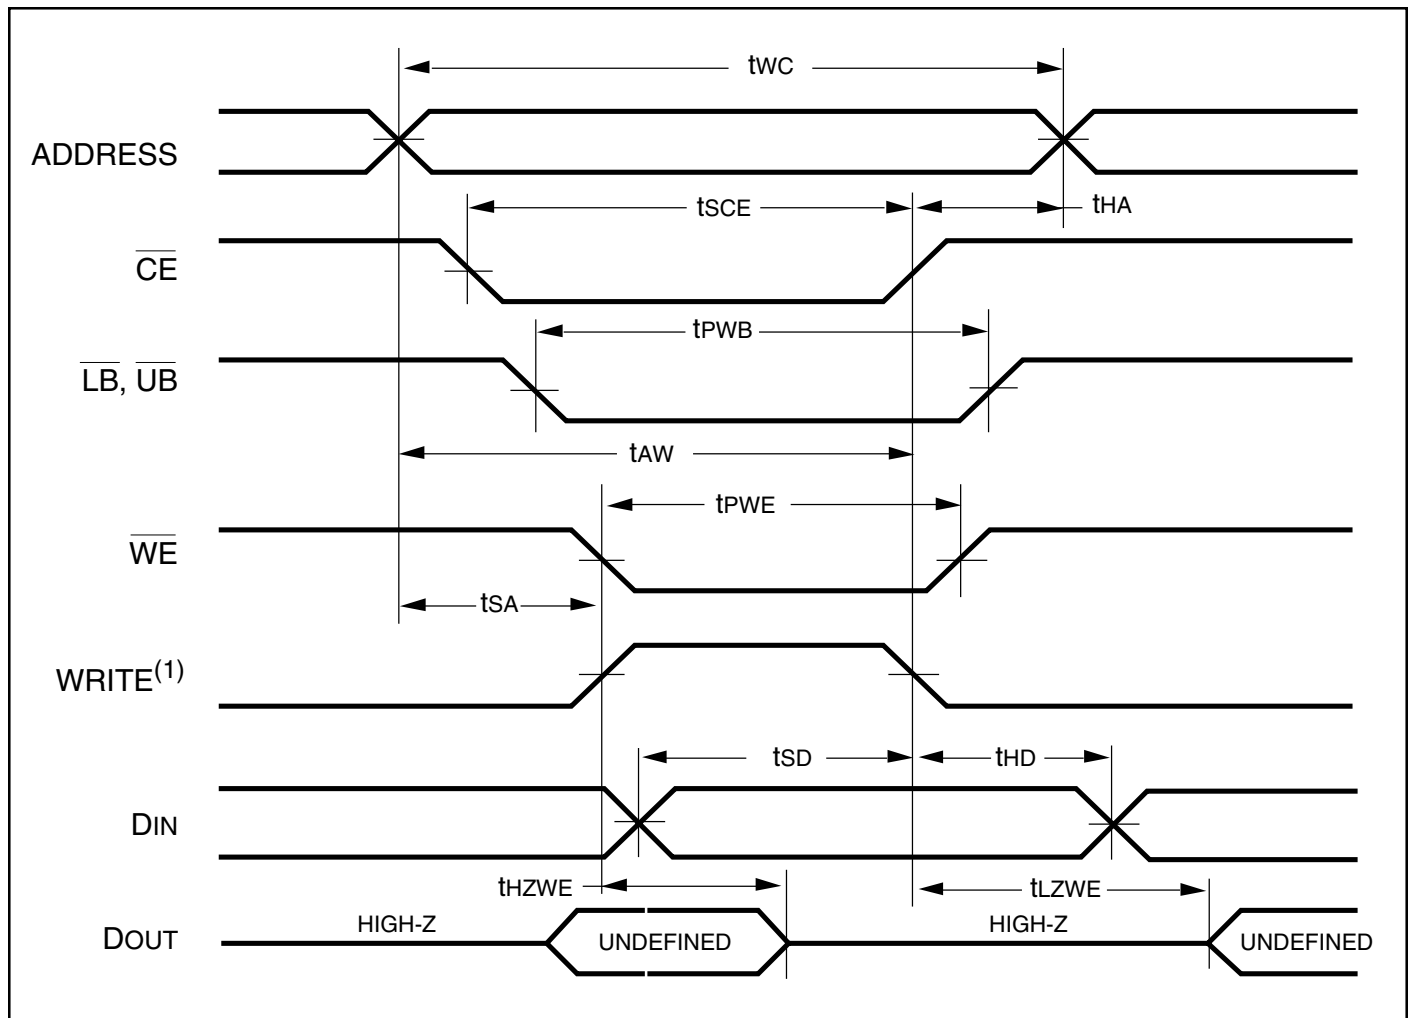 tWC
ADDRESS
tSCE
tHA
CE
tPWB
LB, UB
tAW
tPWE
WE
tSA
WRITE(1)
tSD
tHD
DIN
tHZWE
tLZWE
DOUT
HIGH-Z
UNDEFINED
HIGH-Z
UNDEFINED